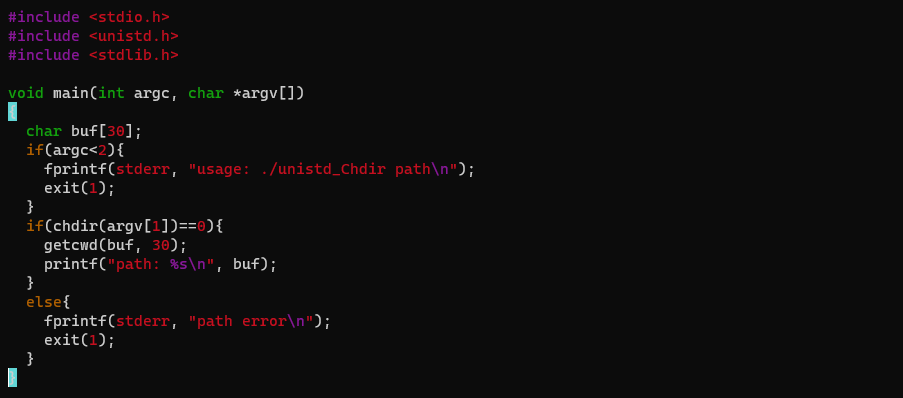 #include <stdio.h>
#include <unistd.h>
#include <stdlib.h>

void main(int argc, char *argv[])
{
  char buf[30];
  if(argc<2){
    fprintf(stderr, "usage: ./unistd_Chdir path\n");
    exit(1);
  }
  if(chdir(argv[1])==0){
    getcwd(buf, 30);
    printf("path: %s\n", buf);
  }
  else{
    fprintf(stderr, "path error\n");
    exit(1);
  }
}